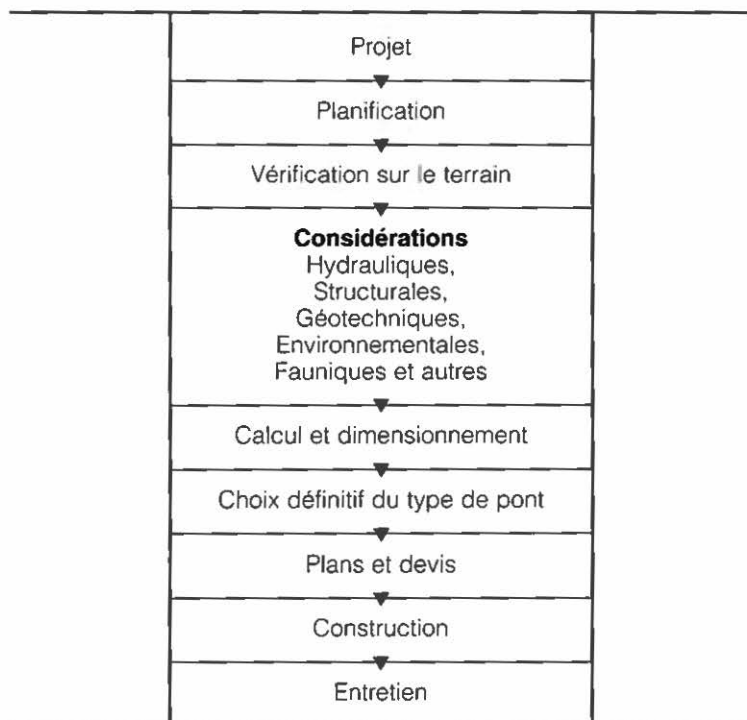 Projet
Planification
Vérification sur le terrain
Considérations
Hydrauliques,
Structurales,
Géotechniques,
Environnementales,
Fauniques et autres
Calcul et dimensionnement
Choix définitif du type de pont
Plans et devis
Construction
Entretien